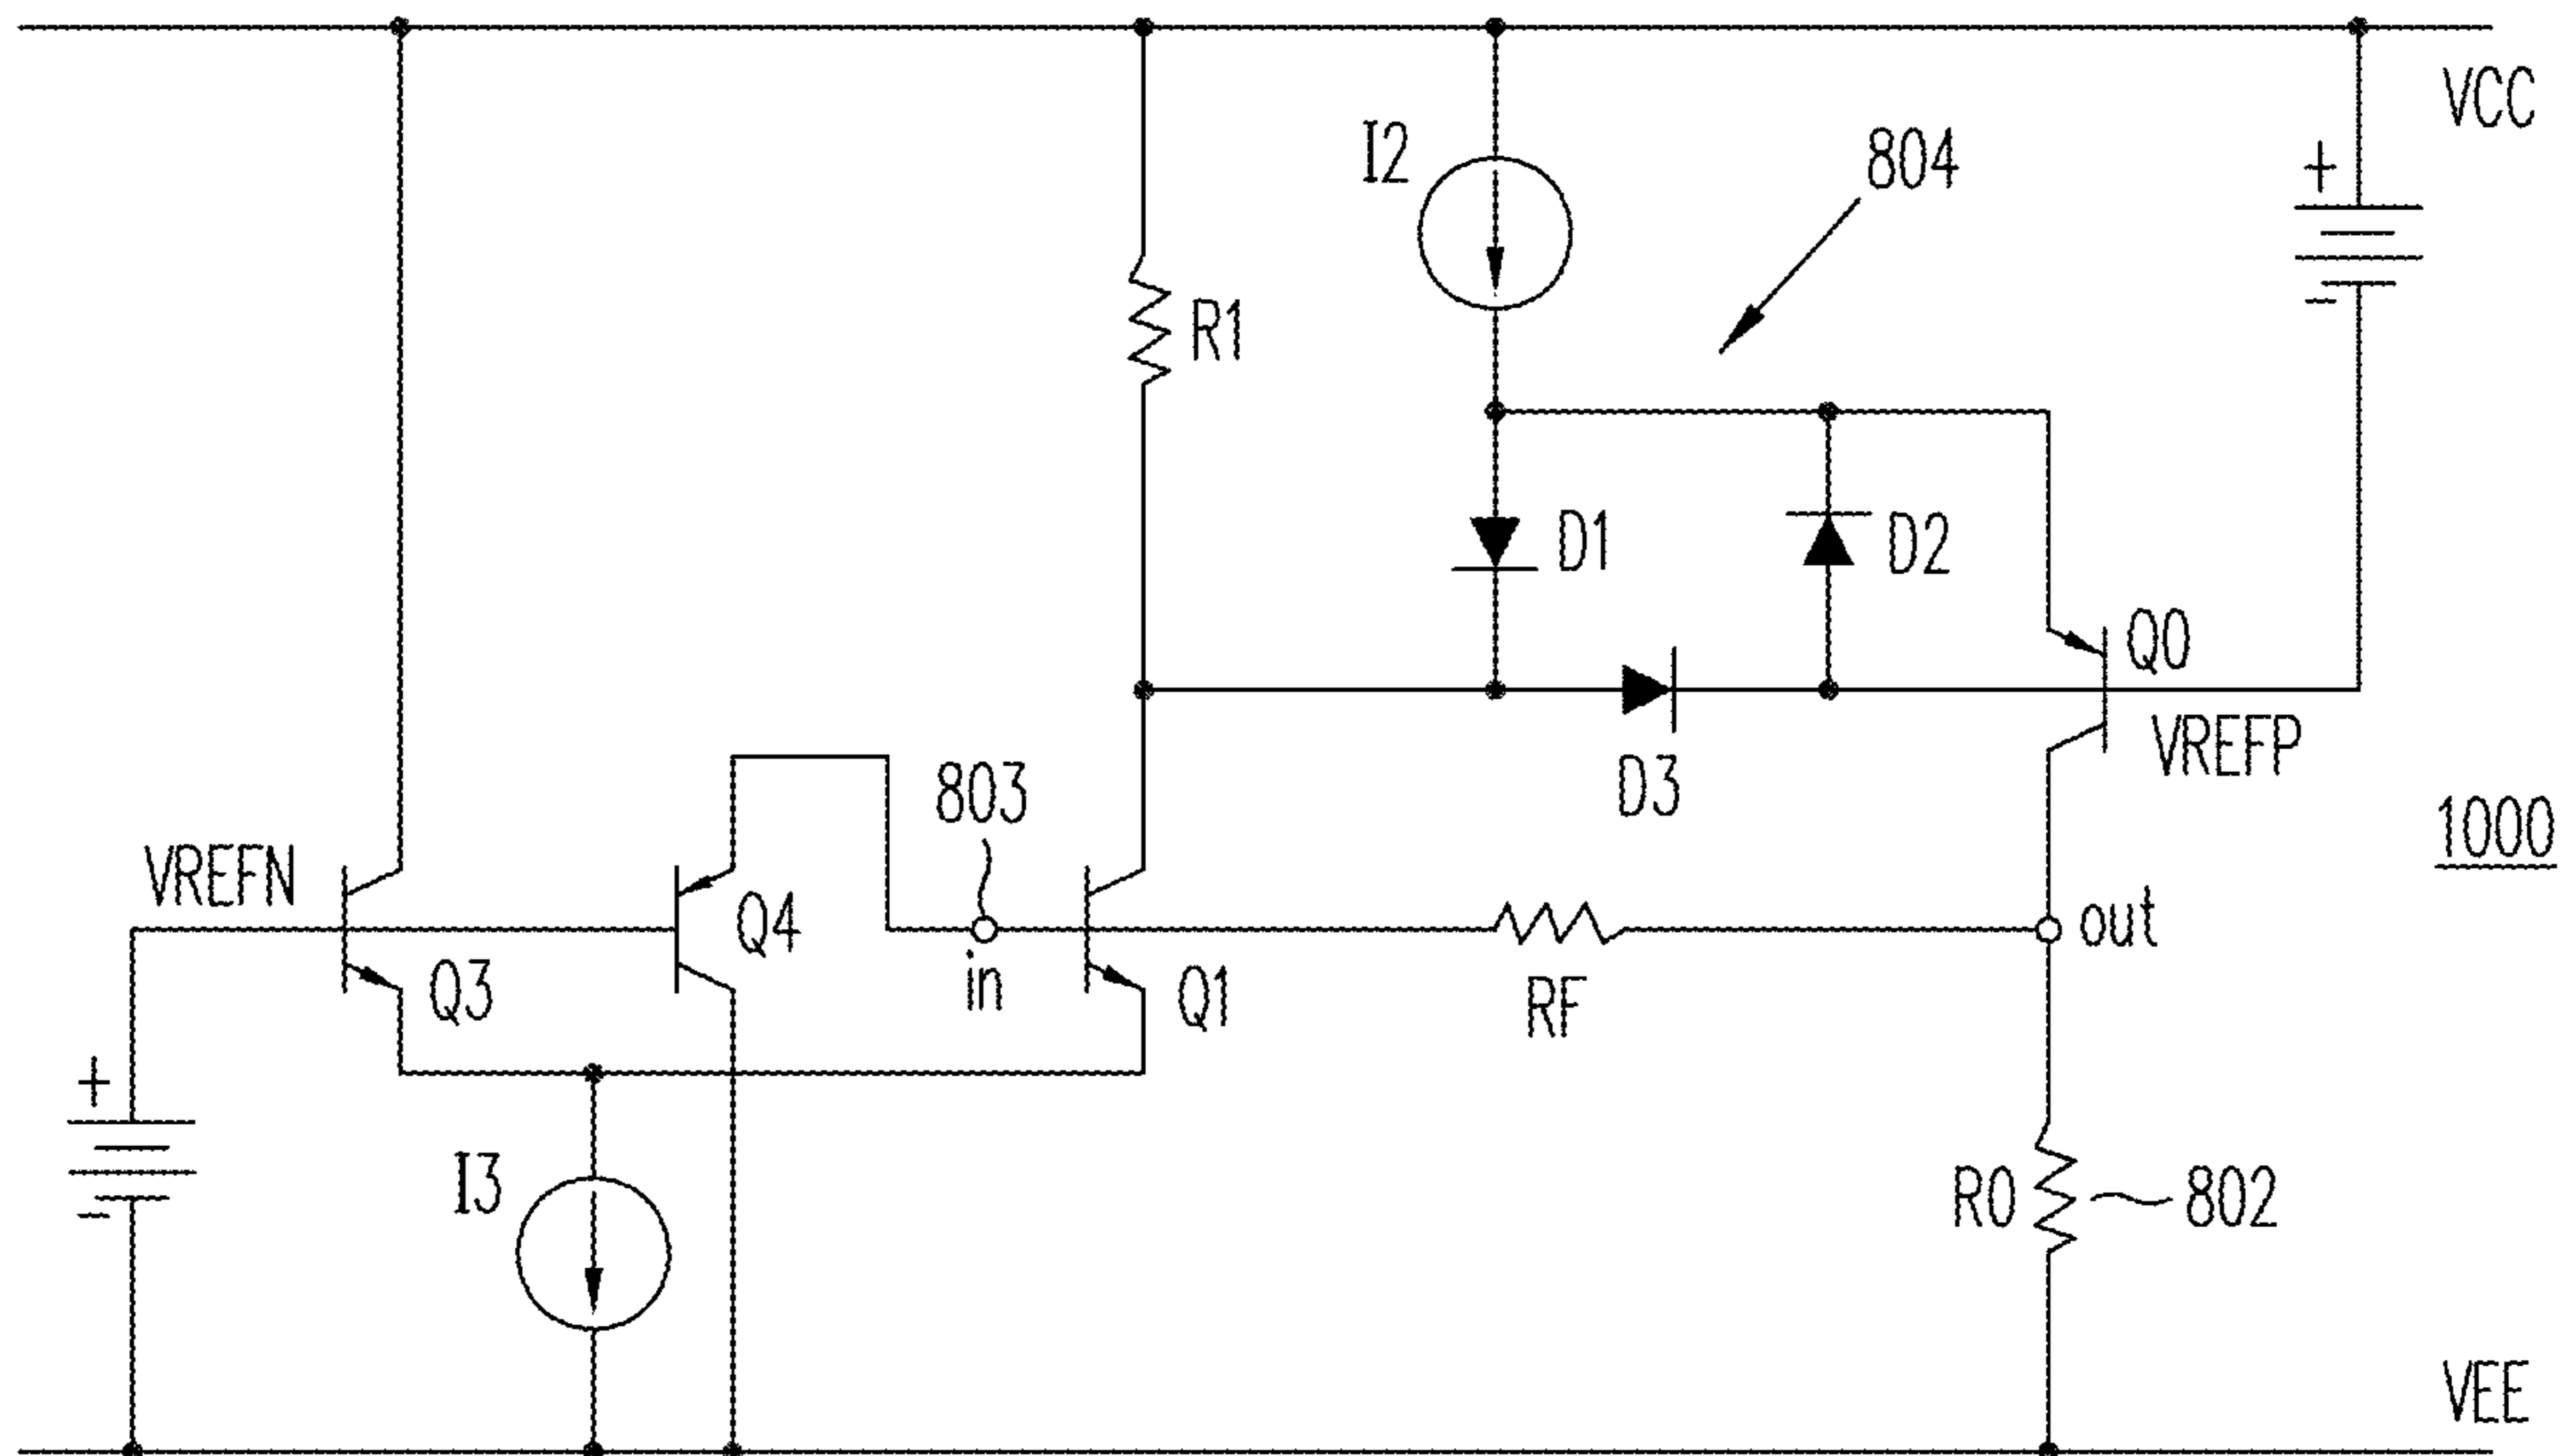 VCC
I2
804
+
R1
-
D1
D2
Q0
VREFP
D3
803
1000
VREFN
Q4
out
in
Q3
Q1
RF
+
I3
R0
802
-
VEE